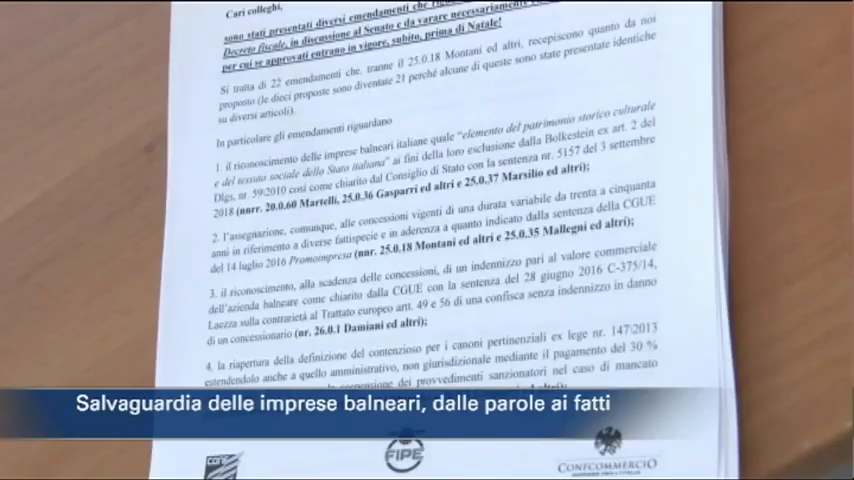 Cari colleghi,
sono stati presentati diversi emendamenti che
Decreto fiscale, in discussione al Senato e da varare necessariamente
per cui se approvati entrano in vigore, subito, prima di Natale!
Si tratta di 22 emendamenti che, tranne il 25.0.18 Montani ed altri, recepiscono quanto da noi
proposto (le dieci proposte sono diventate 21 perché alcune di queste sono state presentate identiche
su diversi articoli).
In particolare gli emendamenti riguardano
1. il riconoscimento delle imprese balneari italiane quale "elemento del patrimonio storico culturale
e del tessuto sociale dello Stato italiano" ai fini della loro esclusione dalla Bolkestein ex art. 2 del
Dlgs. nr. 59/2010 così come chiarito dal Consiglio di Stato con la sentenza nr. 5157 del 3 settembre
2018 (nnrr. 20.0.60 Martelli, 25.0.36 Gasparri ed altri e 25.0.37 Marsilio ed altri);
2. l'assegnazione, comunque, alle concessioni vigenti di una durata variabile da trenta a cinquanta
anni in riferimento a diverse fattispecie e in aderenza a quanto indicato dalla sentenza della CGUE
del 14 luglio 2016 Promoimpresa (nnr. 25.0.18 Montani ed altri e 25.0.35 Mallegni ed altri);
3. il riconoscimento, alla scadenza delle concessioni, di un indennizzo pari al valore commerciale
dell'azienda balneare come chiarito dalla CGUE con la sentenza del 28 giugno 2016 C-375/14,
Laezza sulla contrarietà al Trattato europeo artt. 49 e 56 di una confisca senza indennizzo in danno
di un concessionario (nr. 26.0.1 Damiani ed altri);
4. la riapertura della definizione del contenzioso per i canoni pertinenziali ex lege nr. 147/2013
estendendolo anche a quello amministrativo, non giurisdizionale mediante il pagamento del 30 %
sospensione dei provvedimenti sanzionatori nel caso di mancato
Salvaguardia delle imprese balneari, dalle parole ai fatti
FIPE
CONFCOMMERCIO
IMPRESE PER L'ITALIA